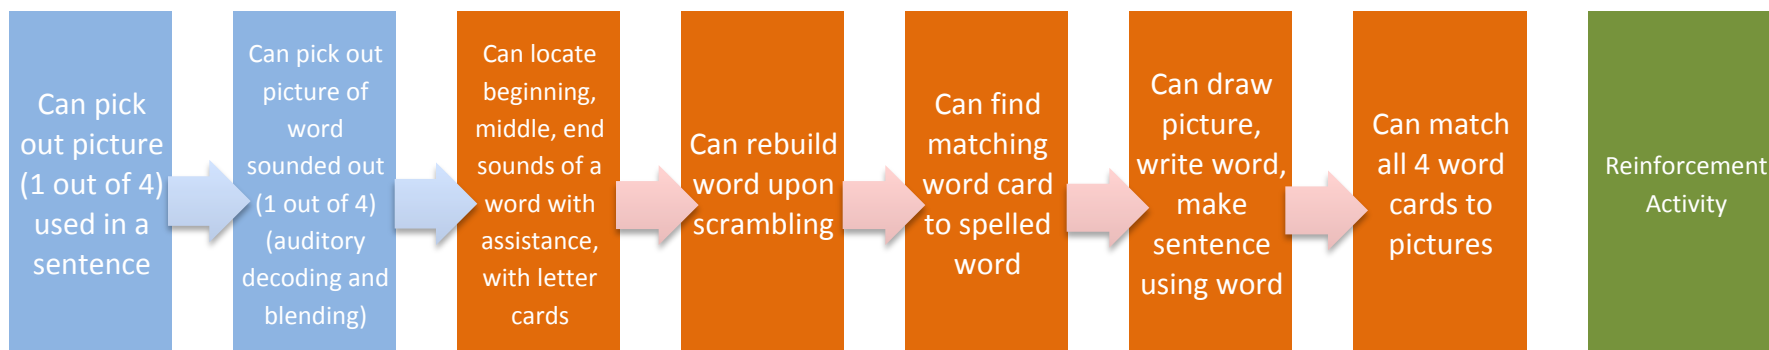 Can pick
out picture
(1 out of 4)
used in a
sentence
Can pick out
picture of
word
sounded out
(1 out of 4)
(auditory
decoding and
blending)
Can locate
beginning,
middle, end
sounds of a
word with
assistance,
with letter
cards
Can rebuild
word upon
scrambling
Can find
matching
word card
to spelled
word
Can draw
picture,
write word,
make
sentence
using word
Can match
all 4 word
cards to
pictures
Reinforcement
Activity